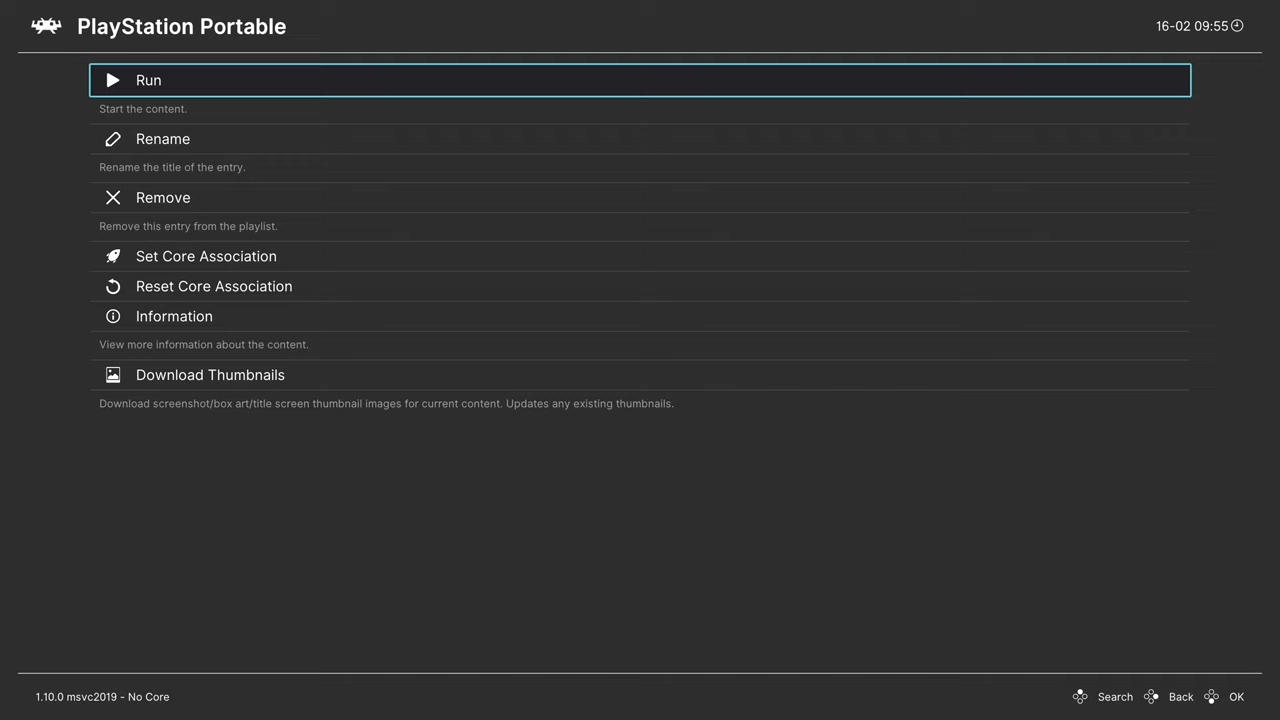 PlayStation Portable
16-02 09:55
Run
Start the content.
Rename
Rename the title of the entry.
Remove
Remove this entry from the playlist.
Set Core Association
Reset Core Association
Information
View more information about the content.
Download Thumbnails
Download screenshot/box art/title screen thumbnail images for current content. Updates any existing thumbnails.
1.10.0 msvc2019 - No Core
Search Back OK